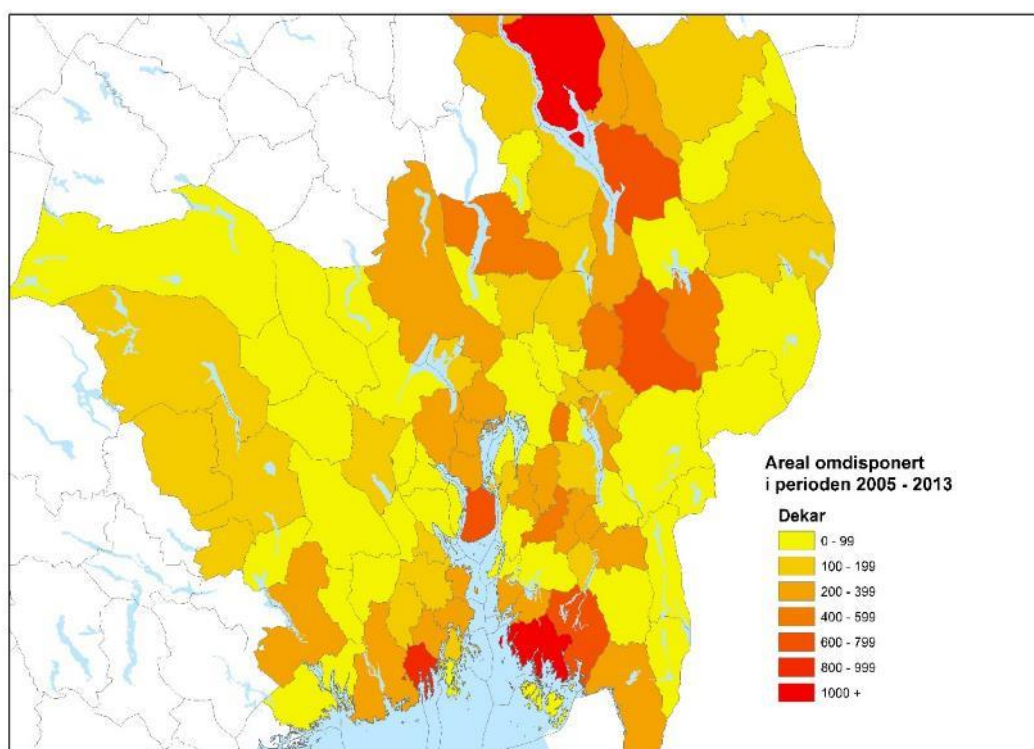 Areal omdisponert
i perioden 2005 - 2013
Dekar
0 - 99
100 - 199
200 - 399
400 - 599
600 - 799
800 - 999
1000 +